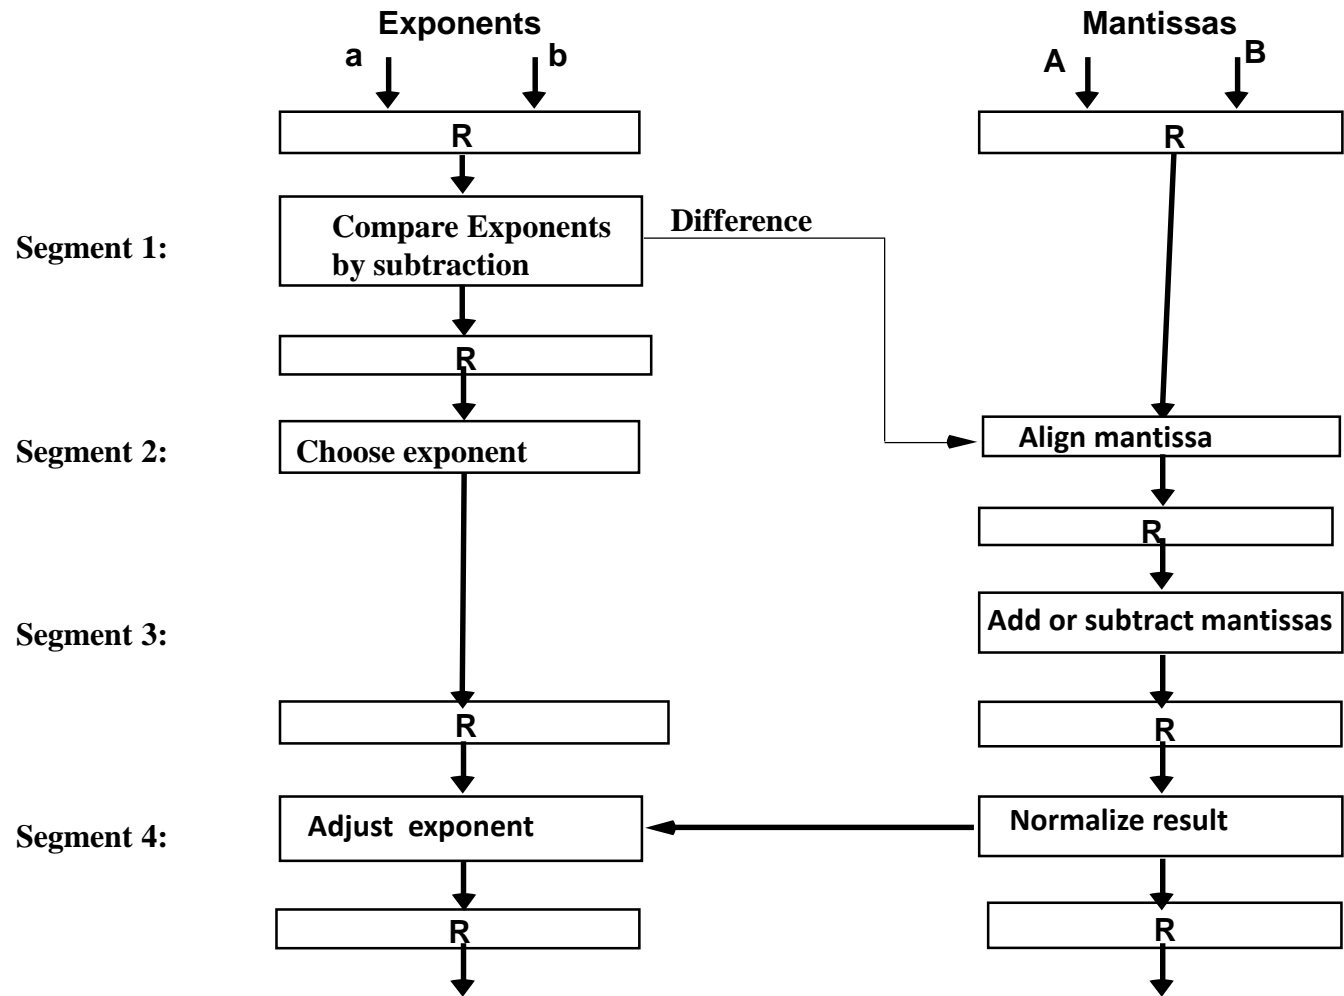 Exponents
Mantissas
a
b
A
B
R
R
Segment 1:
Compare Exponents
by subtraction
Difference
R
Segment 2:
Choose exponent
Align mantissa
R
Segment 3:
Add or subtract mantissas
R
R
Segment 4:
Adjust exponent
Normalize result
R
R